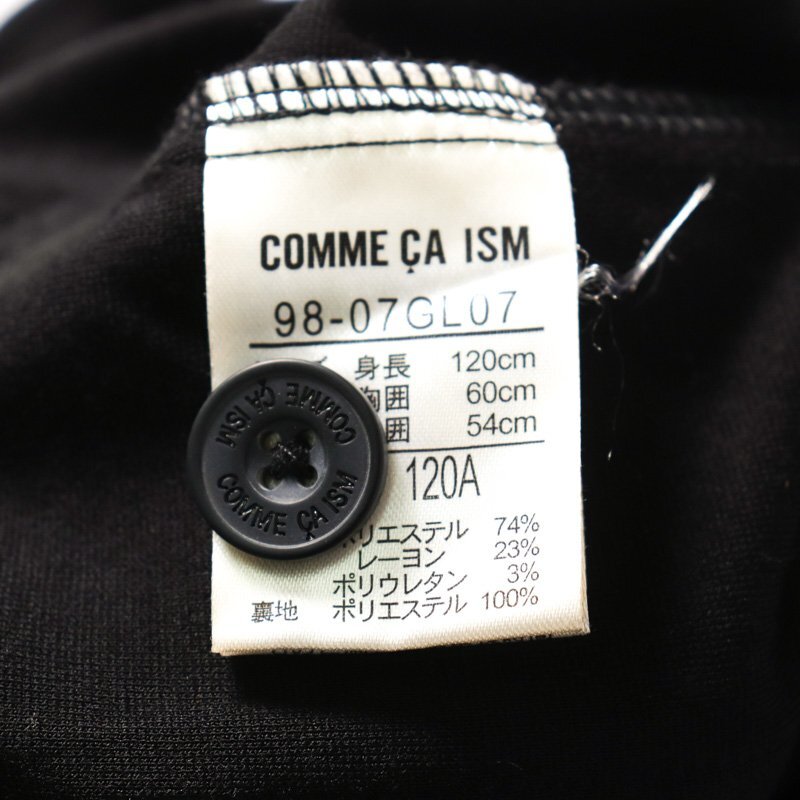 COMME ÇA ISM
98-07GL07
身長 120cm
胸囲 60cm
囲 54cm
120A
ポリエステル 74%
レーヨン 23%
ポリウレタン 3%
裏地 ポリエステル 100%
COMME ÇA ISM
COMME ÇA ISM